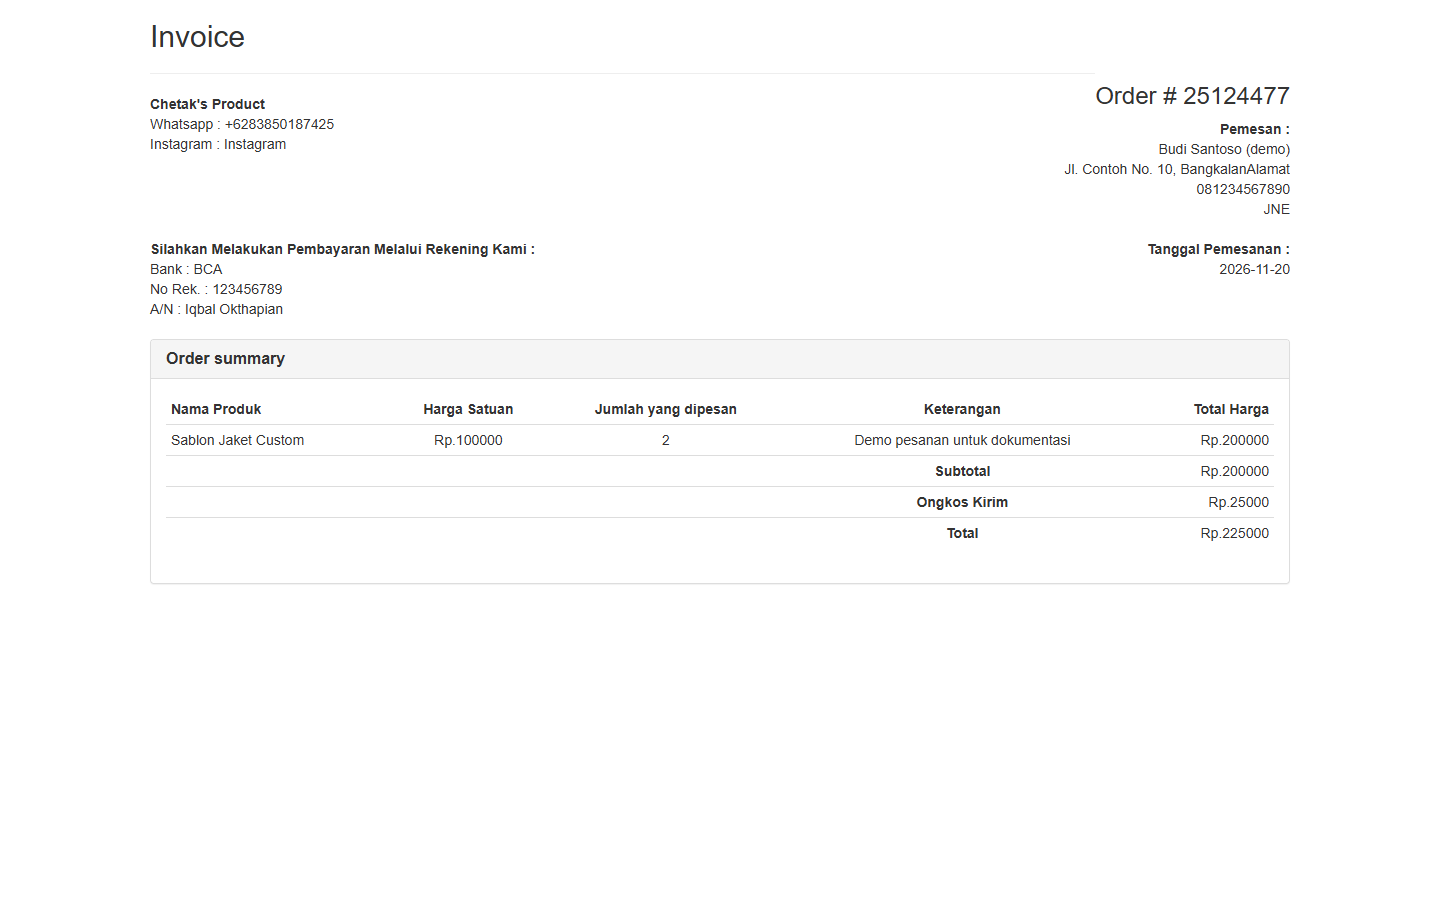 Invoice
Order # 25124477
Chetak's Product
Whatsapp : +6283850187425
Instagram : Instagram
Pemesan :
Budi Santoso (demo)
Jl. Contoh No. 10, BangkalanAlamat
081234567890
JNE
Silahkan Melakukan Pembayaran Melalui Rekening Kami :
Bank : BCA
No Rek. : 123456789
A/N : Iqbal Okthapian
Tanggal Pemesanan :
2026-11-20
Order summary
Nama Produk Harga Satuan Jumlah yang dipesan Keterangan Total Harga
Sablon Jaket Custom Rp.100000 2 Demo pesanan untuk dokumentasi Rp.200000
Subtotal Rp.200000
Ongkos Kirim Rp.25000
Total Rp.225000